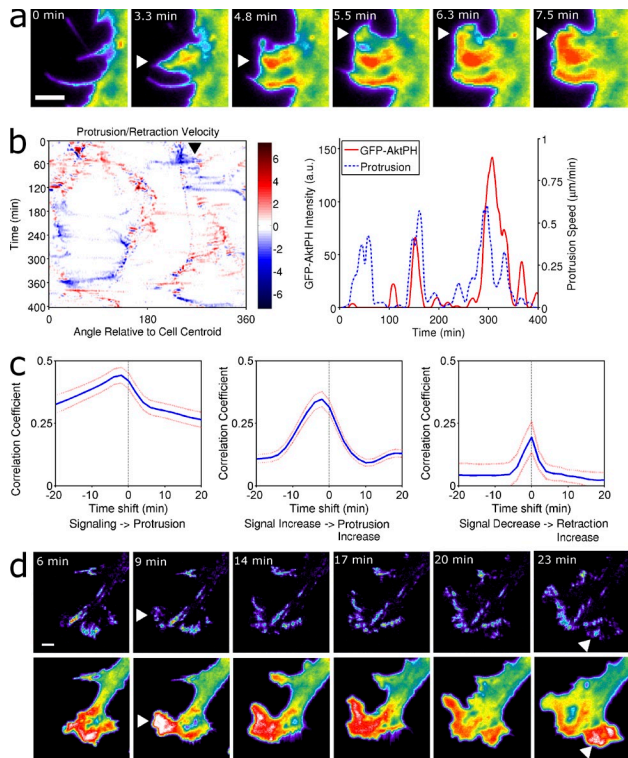 a
0 min
3.3 min
4.8 min
5.5 min
6.3 min
7.5 min
b
Protrusion/Retraction Velocity
Time (min)
0
60
120
200
250
300
350
400
0
90
180
270
360
Angle Relative to Cell Centroid
6
4
2
0
-2
-4
-6
GFP-AktPH
Protrusion
GFP-AktPH Intensity (a.u.)
150
100
50
0
Protrusion Speed (µm/min)
1
0.75
0.5
0.25
0
0
100
200
300
400
Time (min)
c
Correlation Coefficient
0.5
0.25
0
-20
-10
0
10
20
Time shift (min)
Signaling -> Protrusion
Correlation Coefficient
0.5
0.25
0
-20
-10
0
10
20
Time shift (min)
Signal Increase -> Protrusion
Increase
Correlation Coefficient
0.5
0.25
0
-20
-10
0
10
20
Time shift (min)
Signal Decrease -> Retraction
Increase
d
6 min
9 min
14 min
17 min
20 min
23 min